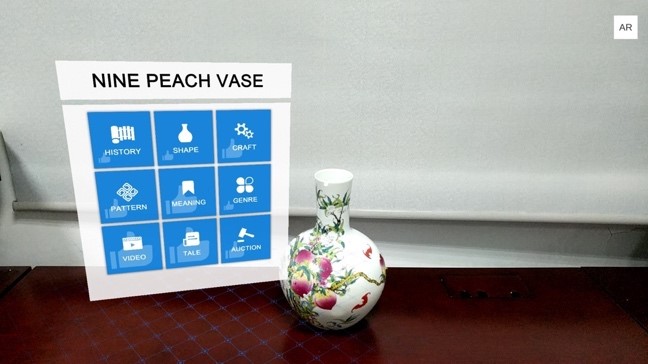 AR
NINE PEACH VASE
HISTORY
SHAPE
CRAFT
PATTERN
MEANING
GENRE
VIDEO
TALE
AUCTION